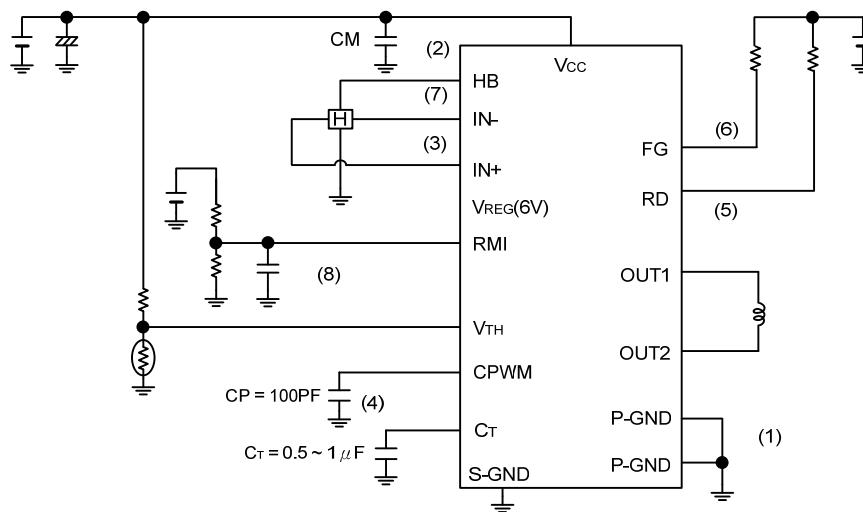 CM
(2)
VCC
HB
(7)
H
IN-
(3)
IN+
(6)
FG
RD
(5)
VREG(6V)
RMI
(8)
OUT1
VTH
OUT2
CPWM
CP = 100PF
(4)
CT
CT = 0.5 ~ 1 μF
P-GND
(1)
P-GND
S-GND